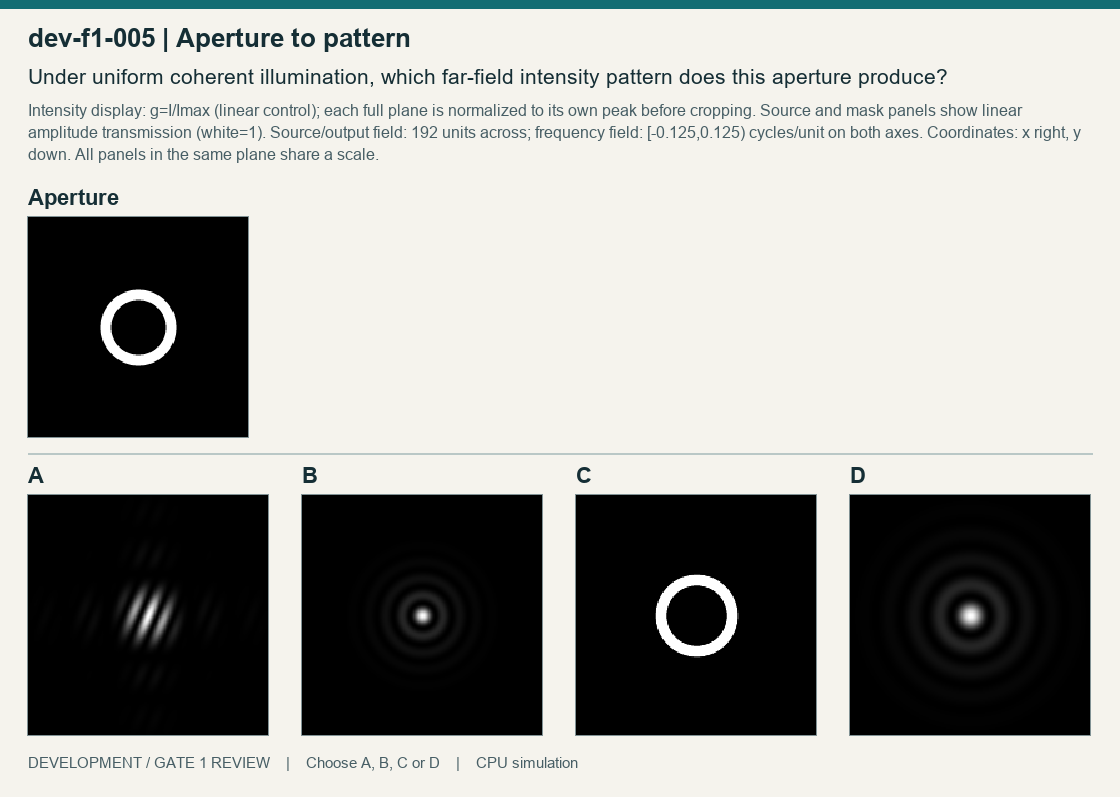 dev-f1-005 | Aperture to pattern
Under uniform coherent illumination, which far-field intensity pattern does this aperture produce?
Intensity display: g=I/Imax (linear control); each full plane is normalized to its own peak before cropping. Source and mask panels show linear
amplitude transmission (white=1). Source/output field: 192 units across; frequency field: [-0.125,0.125) cycles/unit on both axes. Coordinates: x right, y
down. All panels in the same plane share a scale.
Aperture
A B C D
DEVELOPMENT / GATE 1 REVIEW | Choose A, B, C or D | CPU simulation